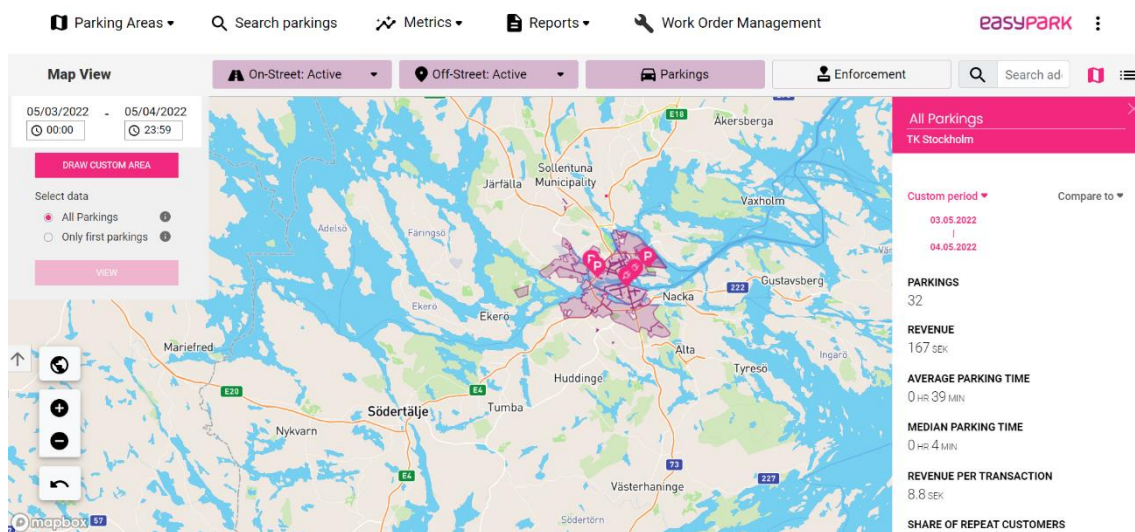 Parking Areas
Search parkings
Metrics
Reports
Work Order Management
easypark
Map View
On-Street: Active
Off-Street: Active
Parkings
Enforcement
Search ad
05/03/2022 - 05/04/2022
00:00
23:59
DRAW CUSTOM AREA
Select data
All Parkings
Only first parkings
VIEW
E18
Åkersberga
Sollentuna
Municipality
Järfälla
Vaxholm
Adelsö
Färingsö
Ekerö
Ekerö
Nacka
222
Gustavsberg
Mariefred
Älta
Tyresö
Ingarö
Huddinge
E20
E4
Södertälje
Tumba
Nykvarn
E4
73
227
Västerhaninge
Södertörn
57
mapbox
All Parkings
TK Stockholm
Custom period
Compare to
03.05.2022
04.05.2022
PARKINGS
32
REVENUE
167 SEK
AVERAGE PARKING TIME
0 HR 39 MIN
MEDIAN PARKING TIME
0 HR 4 MIN
REVENUE PER TRANSACTION
8.8 SEK
SHARE OF REPEAT CUSTOMERS